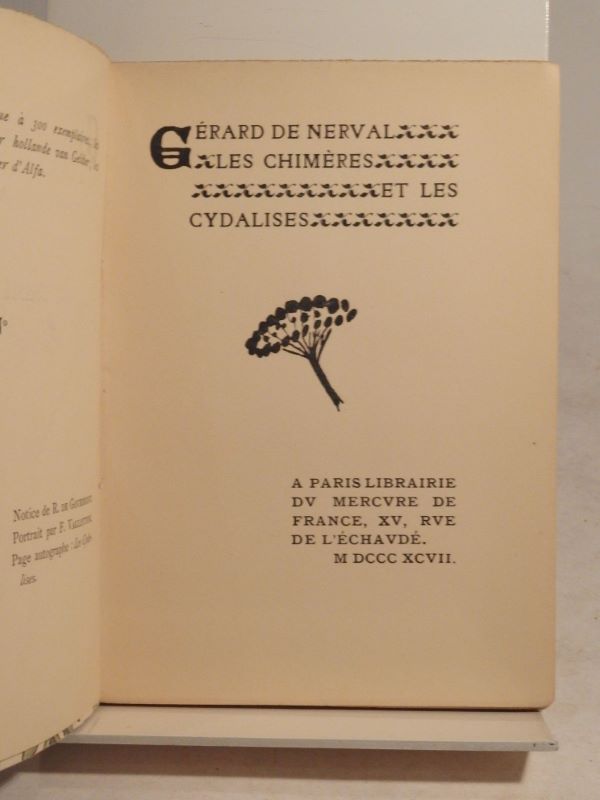 à 300 exemplaires,
hollande van Gelder,
d'Alfa.
Notice de R. DE GOURMONT.
Portrait par F. VALLOTTON.
Page autographe : Les Cyda-
lises.
GÉRARD DE NERVAL
LES CHIMÈRES
ET LES
CYDALISES
A PARIS LIBRAIRIE
DV MERCVRE DE
FRANCE, XV, RVE
DE L'ÉCHAVDÉ.
M DCCC XCVII.